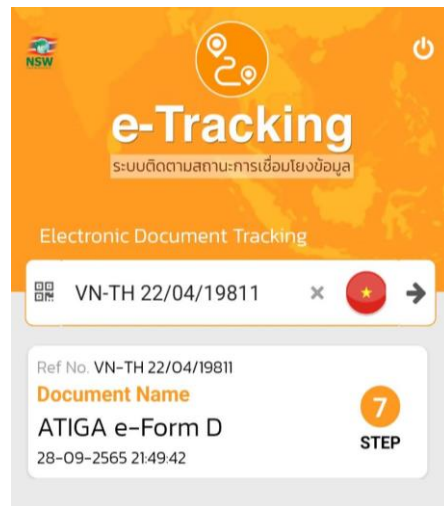 NSW
e-Tracking
ระบบติดตามสถานะการเชื่อมโยงข้อมูล
Electronic Document Tracking
VN-TH 22/04/19811
Ref No. VN-TH 22/04/19811
Document Name
ATIGA e-Form D
28-09-2565 21:49:42
7
STEP